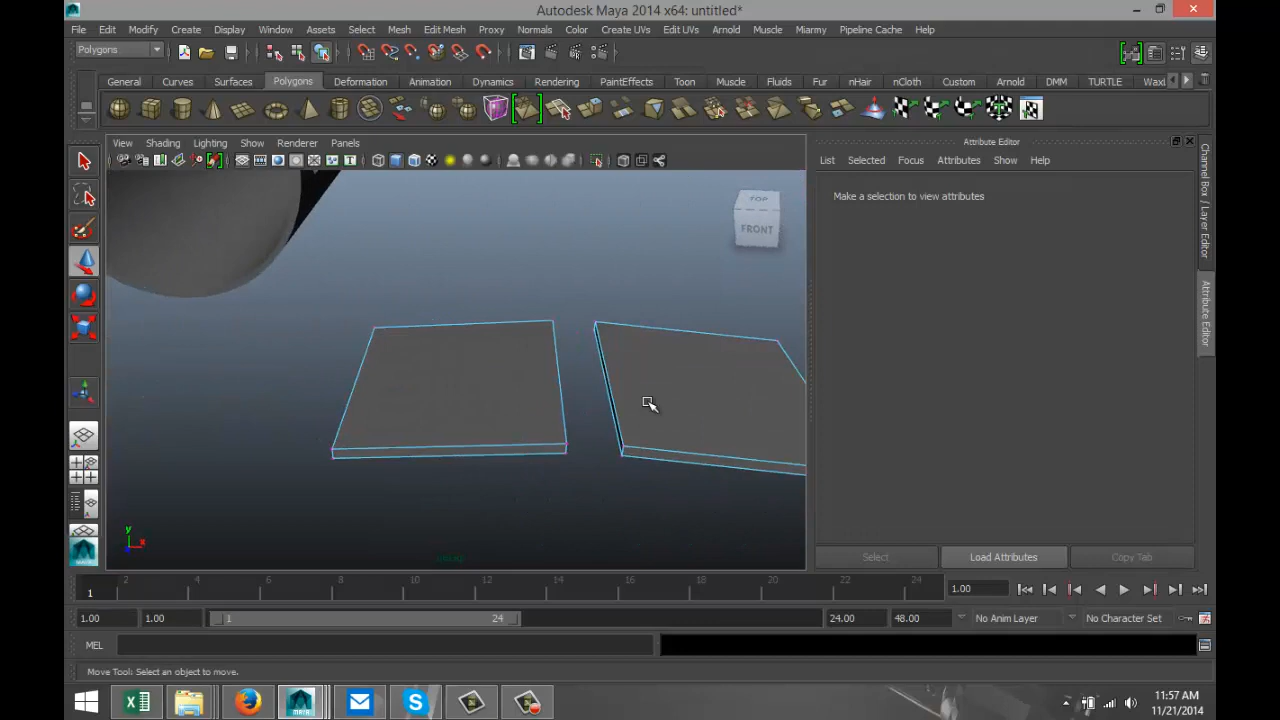 Autodesk Maya 2014 x64: untitled*
File Edit Modify Create Display Window Assets Select Mesh Edit Mesh Proxy Normals Color Create UVs Edit UVs Arnold Muscle Miarmy Pipeline Cache Help
Polygons
General Curves Surfaces Polygons Deformation Animation Dynamics Rendering PaintEffects Toon Muscle Fluids Fur nHair nCloth Custom Arnold DMM TURTLE Waxl
View Shading Lighting Show Renderer Panels
Attribute Editor
List Selected Focus Attributes Show Help
Make a selection to view attributes
TOP
FRONT
Channel Box / Layer Editor
Attribute Editor
y
x
persp
Select Load Attributes Copy Tab
2 4 6 8 10 12 14 16 18 20 22 24
1
1.00
1.00 1.00 1 24 24.00 48.00 No Anim Layer No Character Set
MEL
Move Tool: Select an object to move.
11:57 AM
11/21/2014